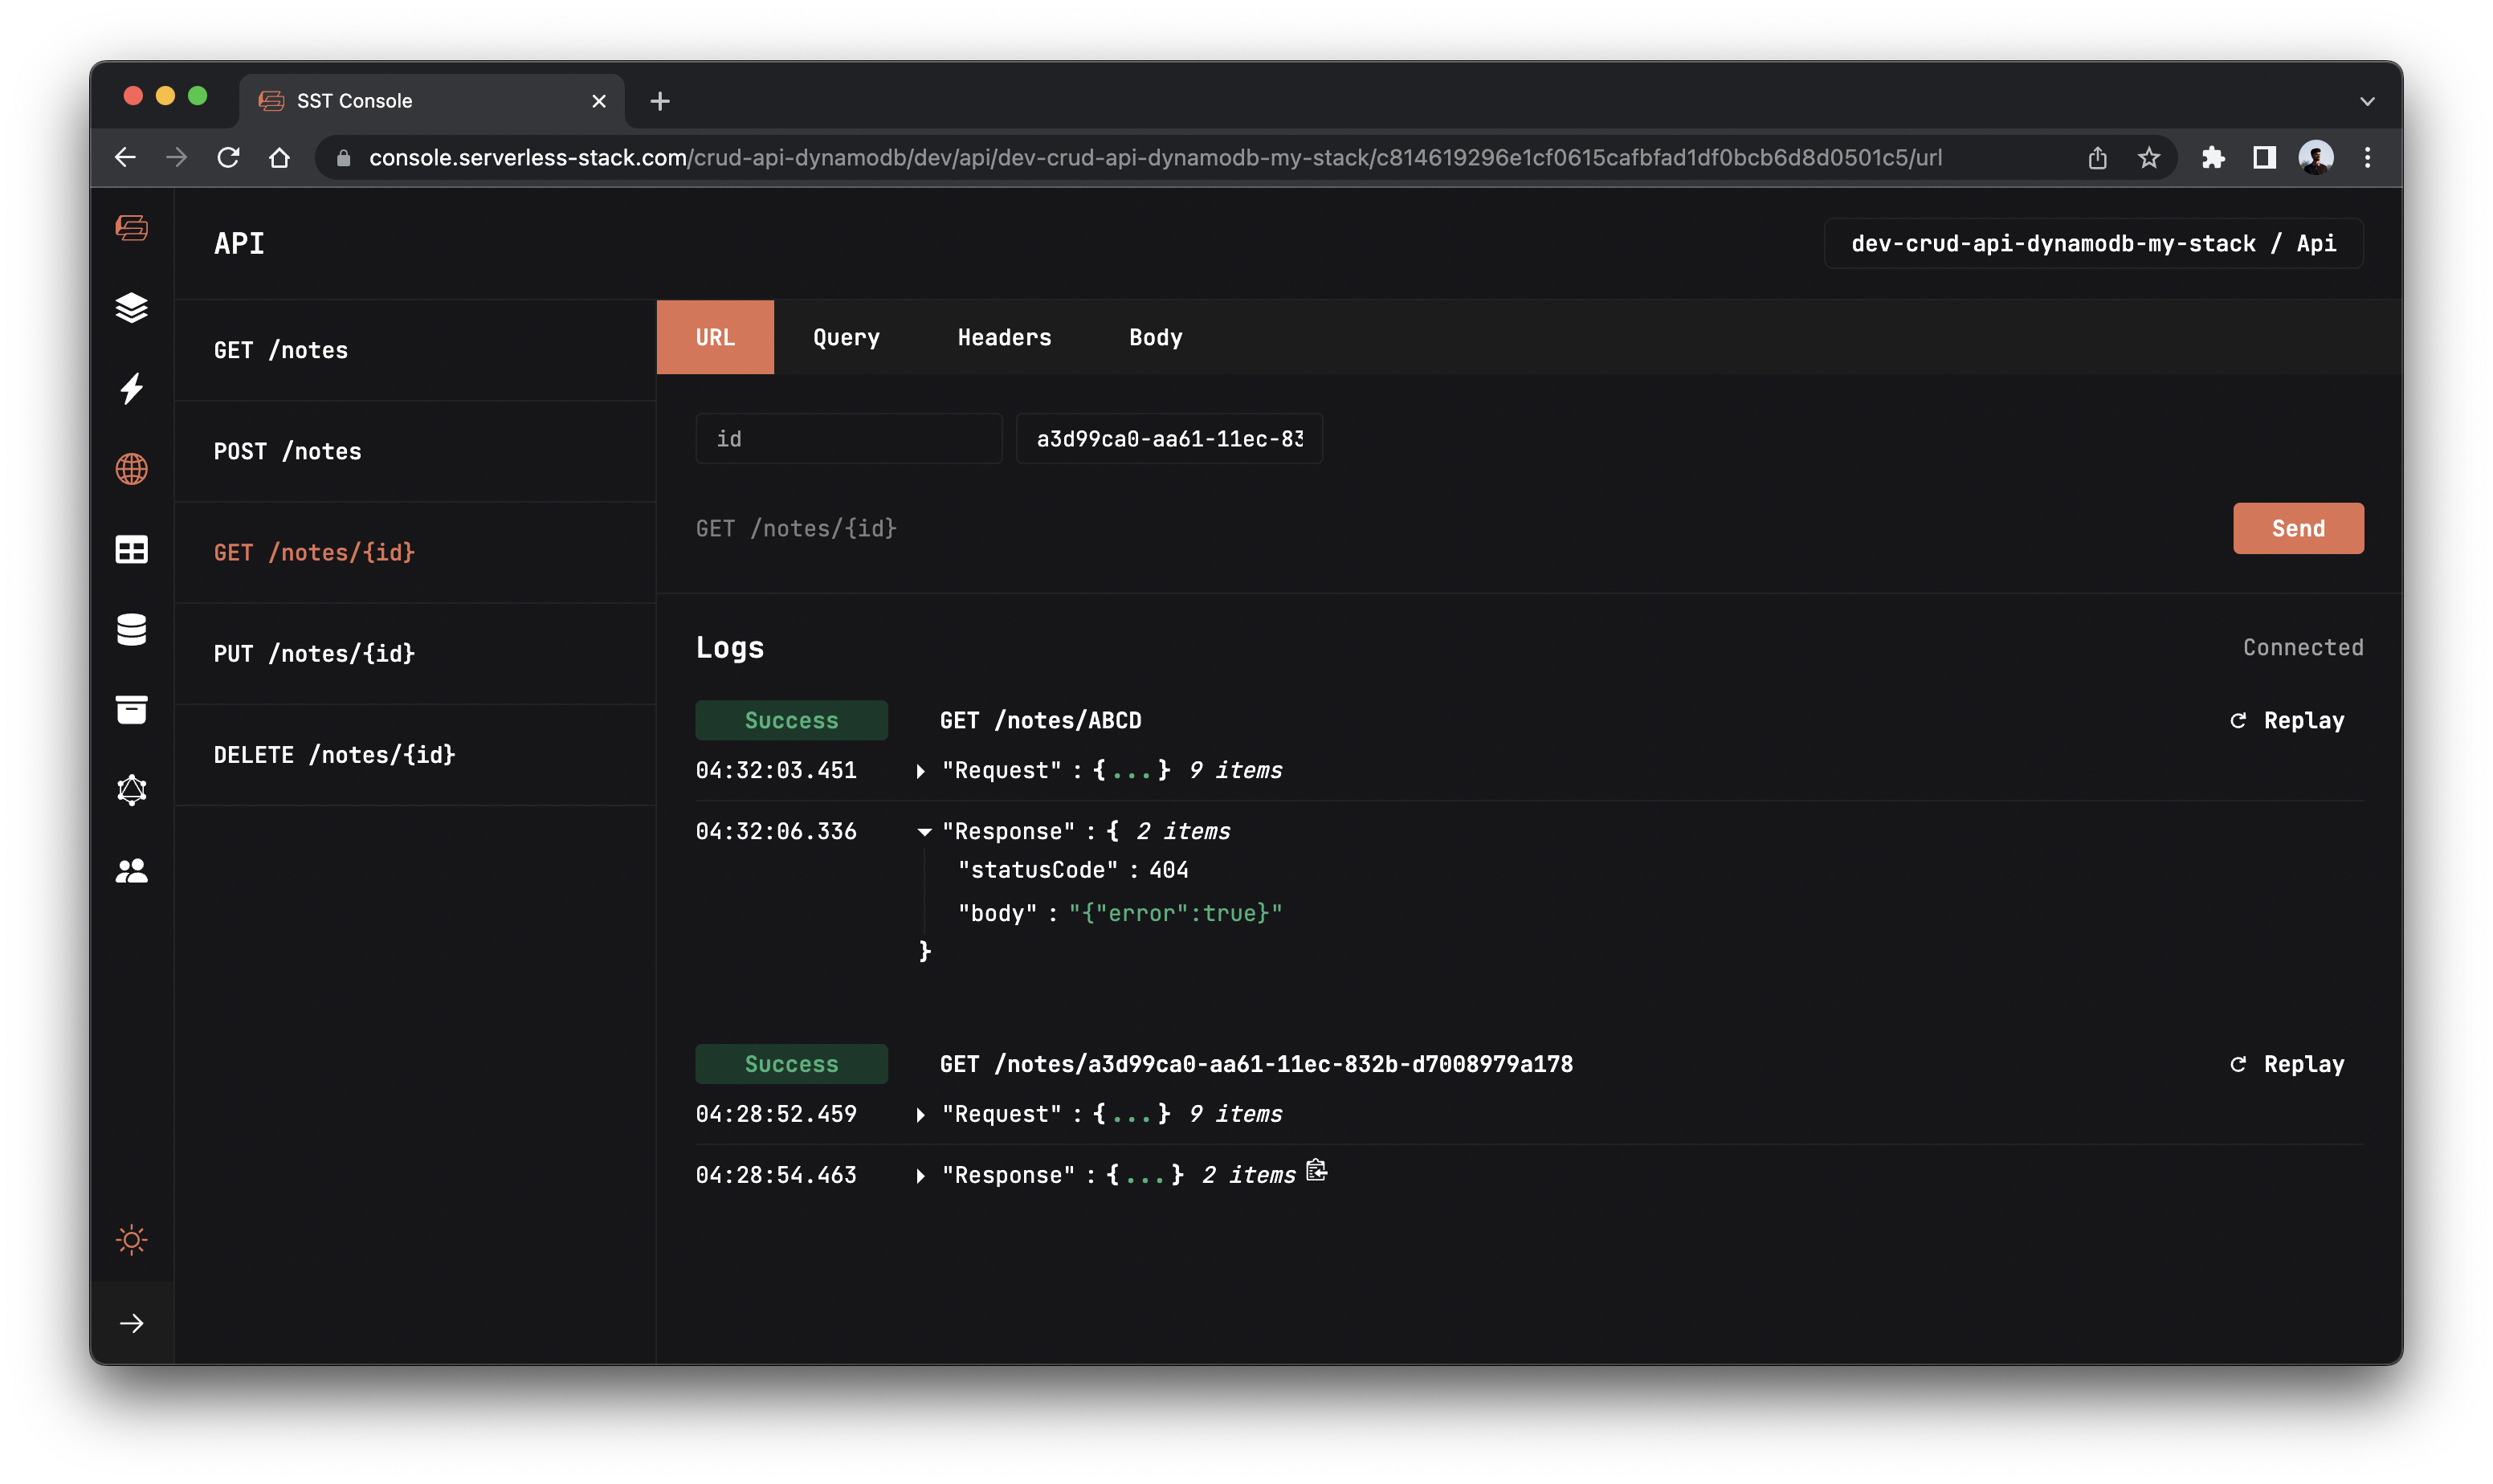 SST Console
console.serverless-stack.com/crud-api-dynamodb/dev/api/dev-crud-api-dynamodb-my-stack/c814619296e1cf0615cafbfad1df0bcb6d8d0501c5/url
API
dev-crud-api-dynamodb-my-stack / Api
GET /notes
POST /notes
GET /notes/{id}
PUT /notes/{id}
DELETE /notes/{id}
URL Query Headers Body
id a3d99ca0-aa61-11ec-83
GET /notes/{id} Send
Logs Connected
Success GET /notes/ABCD Replay
04:32:03.451 "Request" : {...} 9 items
04:32:06.336 "Response" : { 2 items
"statusCode" : 404
"body" : "{"error":true}"
}
Success GET /notes/a3d99ca0-aa61-11ec-832b-d7008979a178 Replay
04:28:52.459 "Request" : {...} 9 items
04:28:54.463 "Response" : {...} 2 items